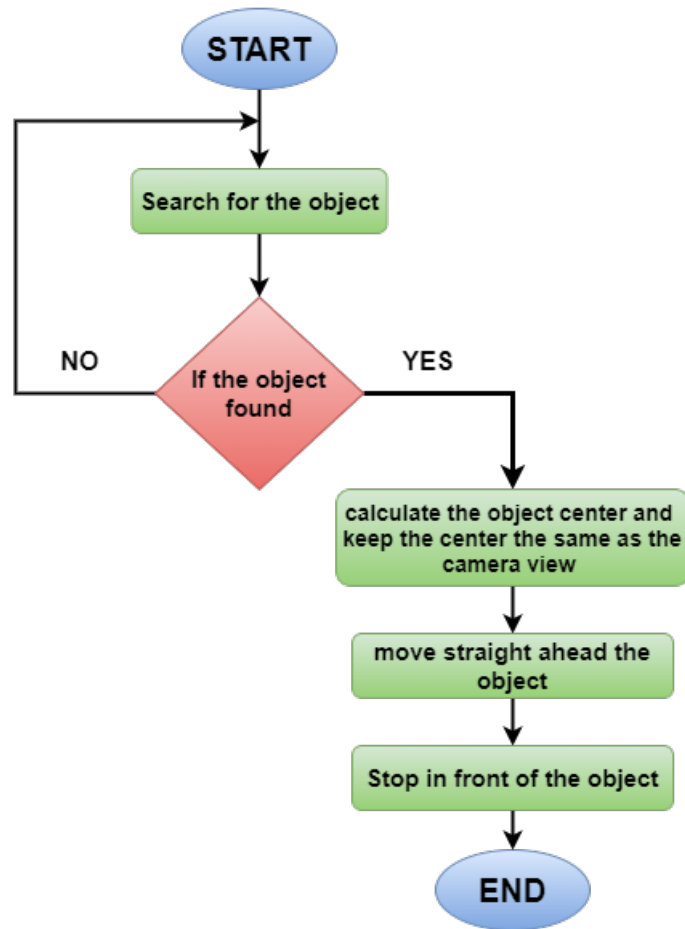 START
Search for the object
NO
YES
If the object
found
calculate the object center and
keep the center the same as the
camera view
move straight ahead the
object
Stop in front of the object
END